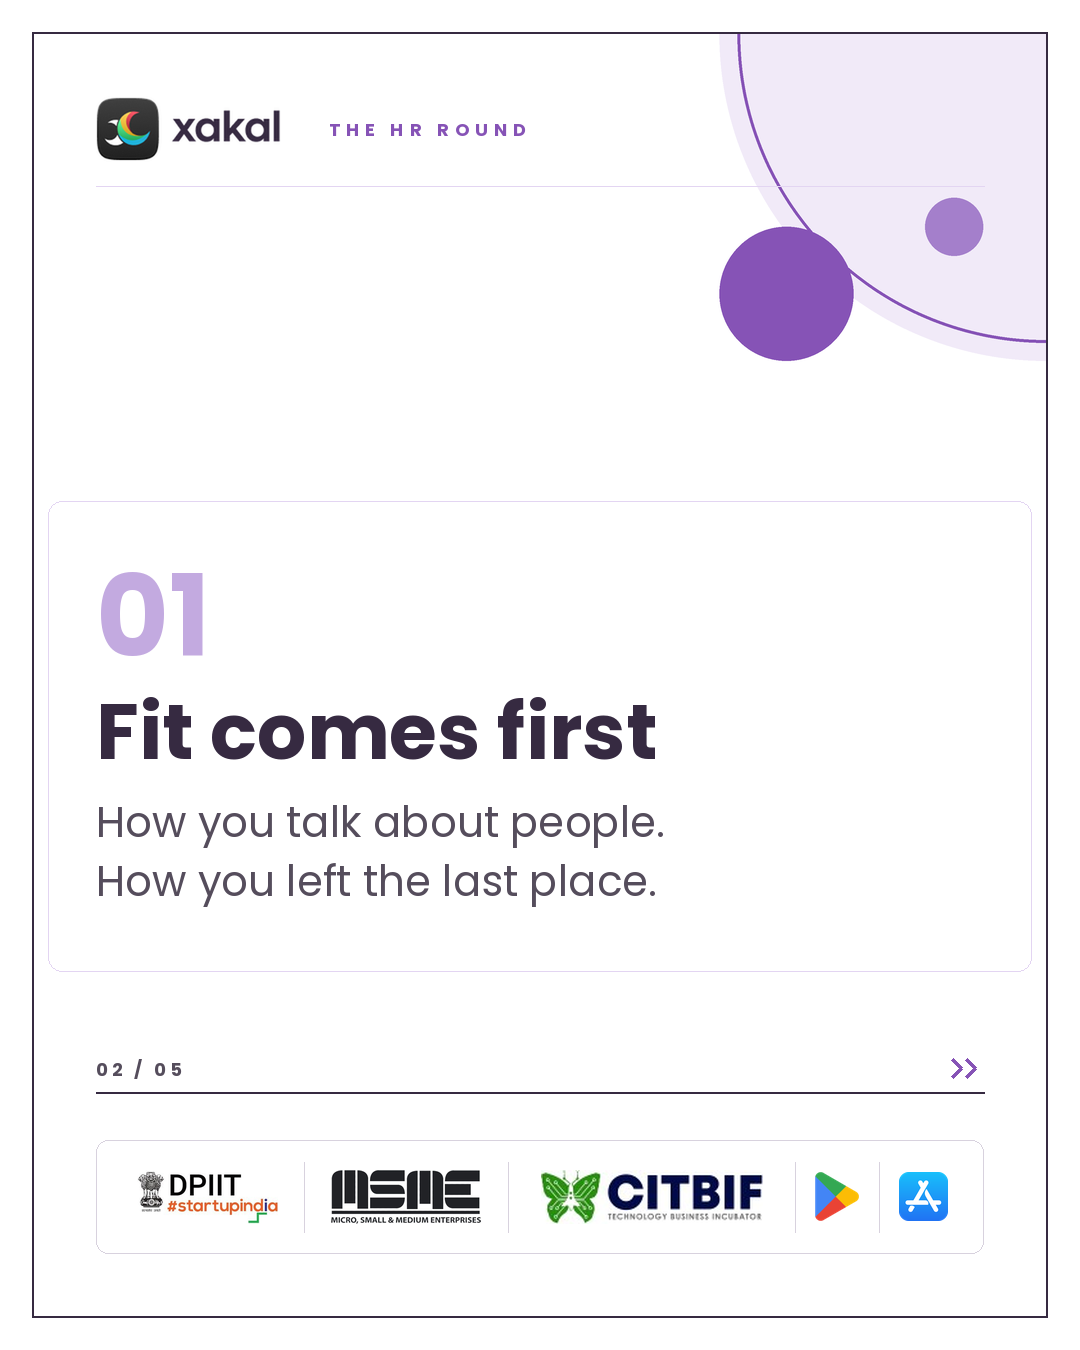 xakal
THE HR ROUND
01
Fit comes first
How you talk about people.
How you left the last place.
02 / 05
DPIIT
#startupindia
MSME
MICRO, SMALL & MEDIUM ENTERPRISES
CITBIF
TECHNOLOGY BUSINESS INCUBATOR